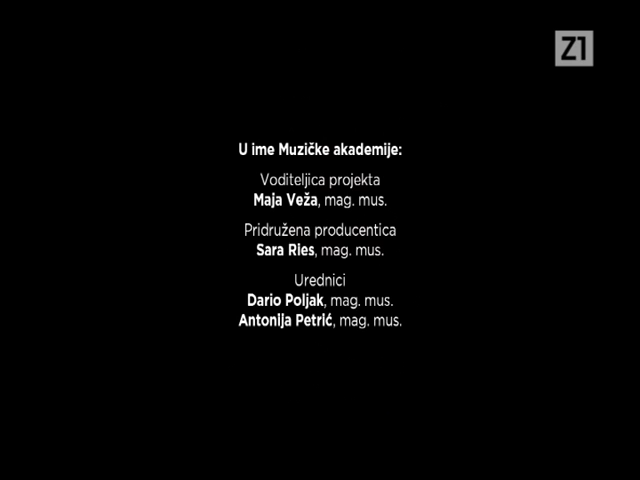 Z1
U ime Muzičke akademije:
Voditeljica projekta
Maja Veža, mag. mus.
Pridružena producentica
Sara Ries, mag. mus.
Urednici
Dario Poljak, mag. mus.
Antonija Petrić, mag. mus.